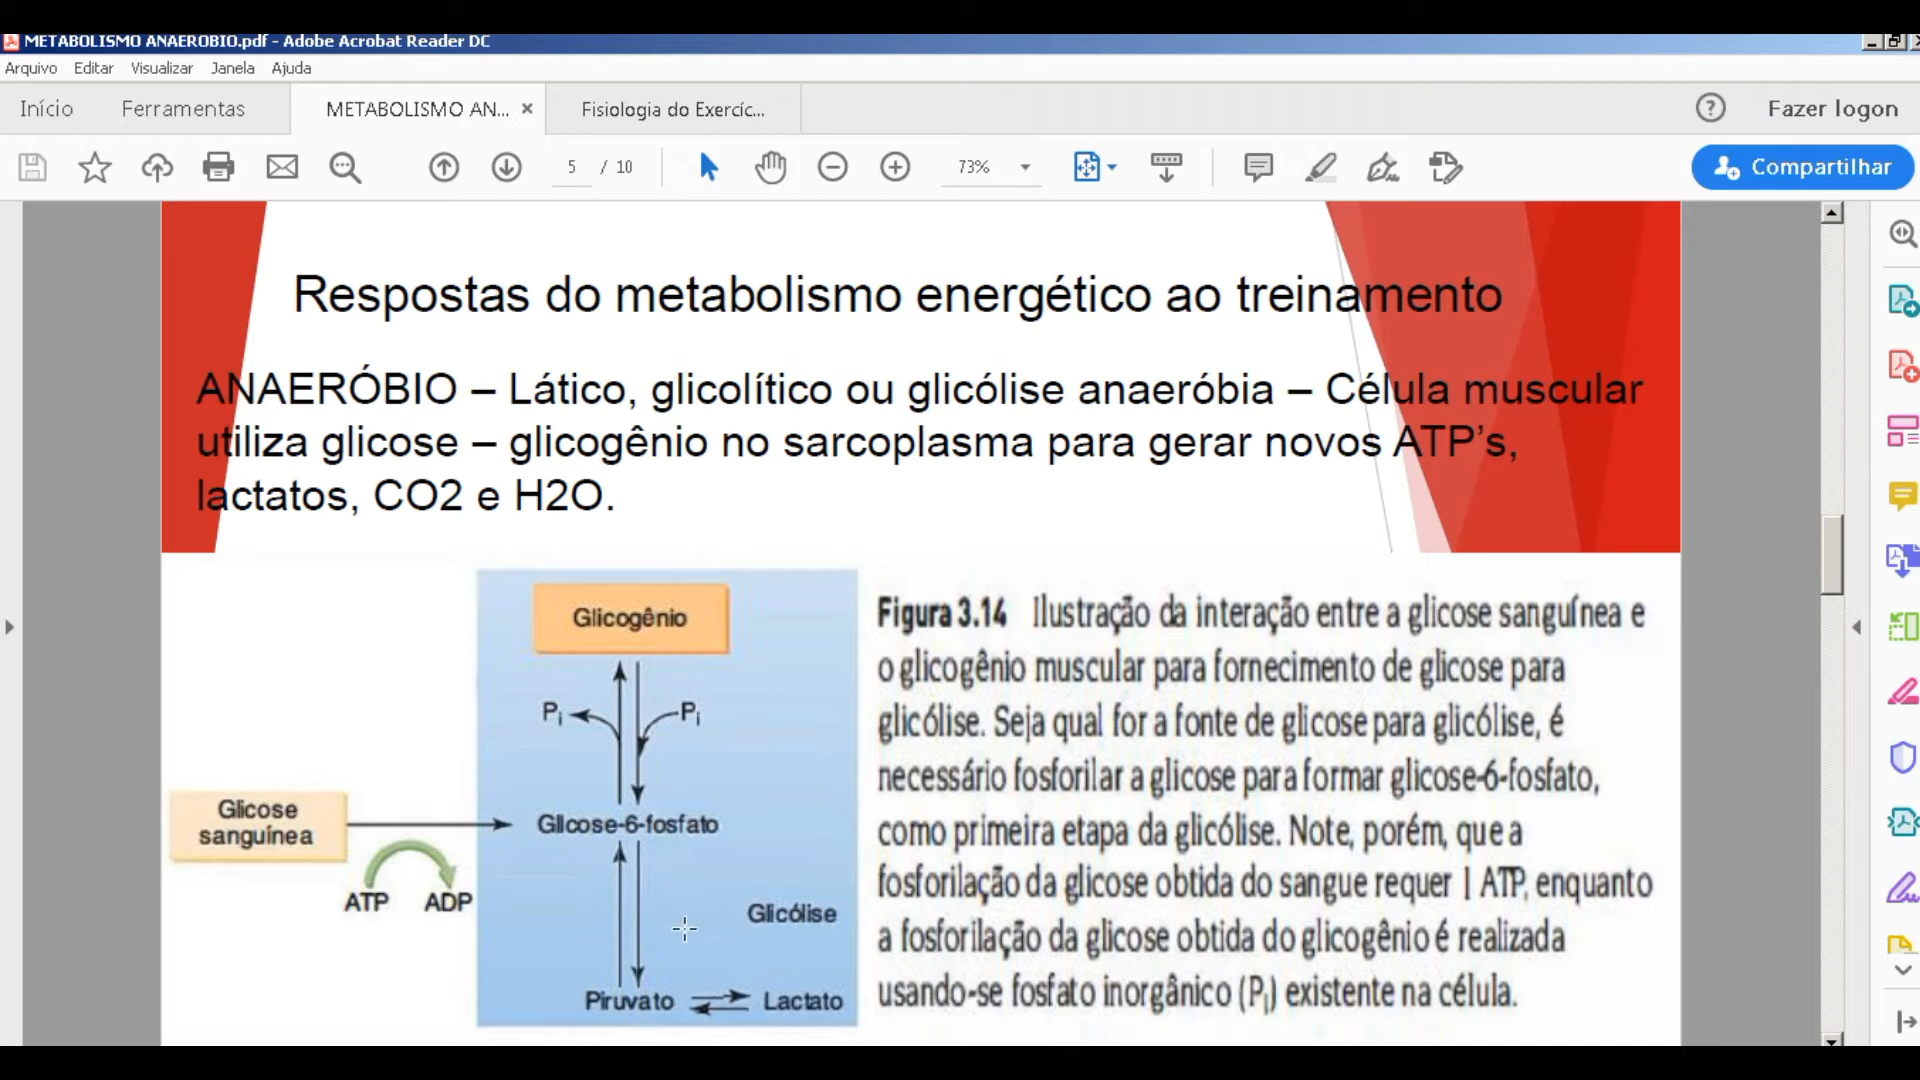 METABOLISMO ANAEROBIO.pdf - Adobe Acrobat Reader DC
Arquivo Editar Visualizar Janela Ajuda
Início Ferramentas METABOLISMO AN... × Fisiologia do Exercíc... ? Fazer logon
5 / 10 73% Compartilhar
Respostas do metabolismo energético ao treinamento
ANAERÓBIO – Lático, glicolítico ou glicólise anaeróbia – Célula muscular
utiliza glicose – glicogênio no sarcoplasma para gerar novos ATP's,
lactatos, CO2 e H2O.
Glicogênio
Pi Pi
Glicose
sanguínea
Glicose-6-fosfato
ATP ADP
Glicólise
Piruvato Lactato
Figura 3.14 Ilustração da interação entre a glicose sanguínea e
o glicogênio muscular para fornecimento de glicose para
glicólise. Seja qual for a fonte de glicose para glicólise, é
necessário fosforilar a glicose para formar glicose-6-fosfato,
como primeira etapa da glicólise. Note, porém, que a
fosforilação da glicose obtida do sangue requer 1 ATP, enquanto
a fosforilação da glicose obtida do glicogênio é realizada
usando-se fosfato inorgânico (Pi) existente na célula.